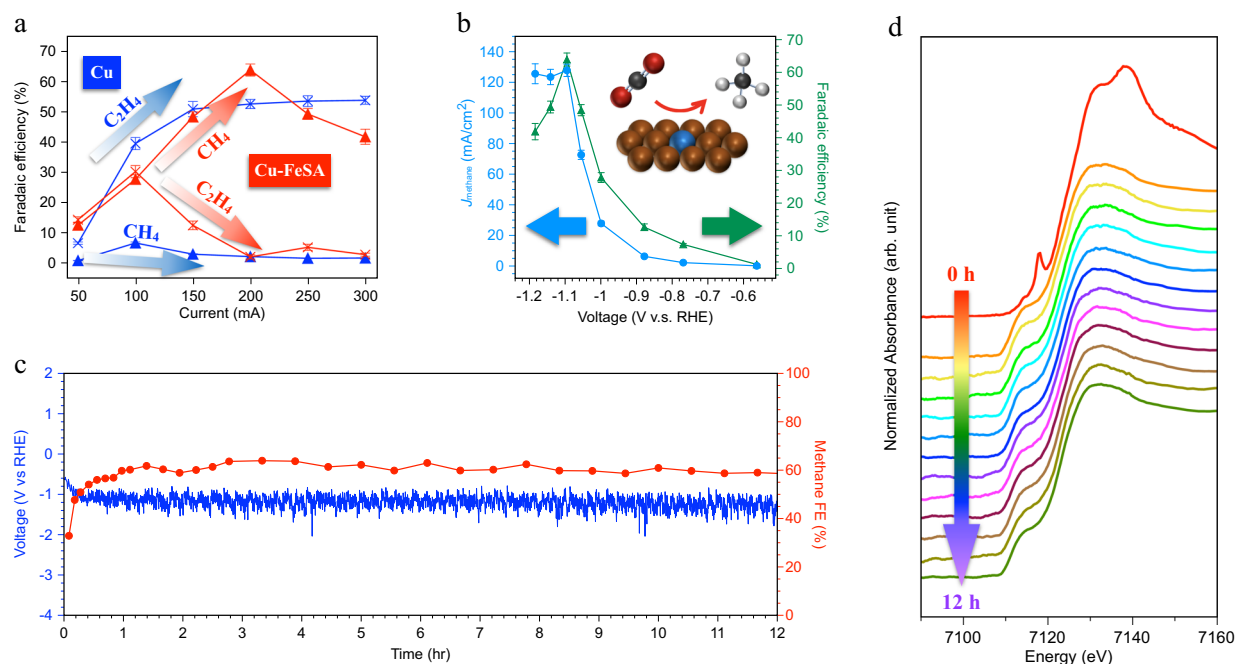 a
70
60
50
40
30
20
10
0
Faradaic efficiency (%)
Cu
C₂H₄
CH₄
Cu-FeSA
C₂H₄
CH₄
50 100 150 200 250 300
Current (mA)
b
140
120
100
80
60
40
20
0
Jmethane (mA/cm²)
70
60
50
40
30
20
10
0
Faradaic efficiency (%)
-1.2 -1.1 -1 -0.9 -0.8 -0.7 -0.6
Voltage (V v.s. RHE)
c
2
1
0
-1
-2
-3
-4
Voltage (V vs RHE)
100
80
60
40
20
0
Methane FE (%)
0 1 2 3 4 5 6 7 8 9 10 11 12
Time (hr)
d
Normalized Absorbance (arb. unit)
0 h
12 h
7100 7120 7140 7160
Energy (eV)